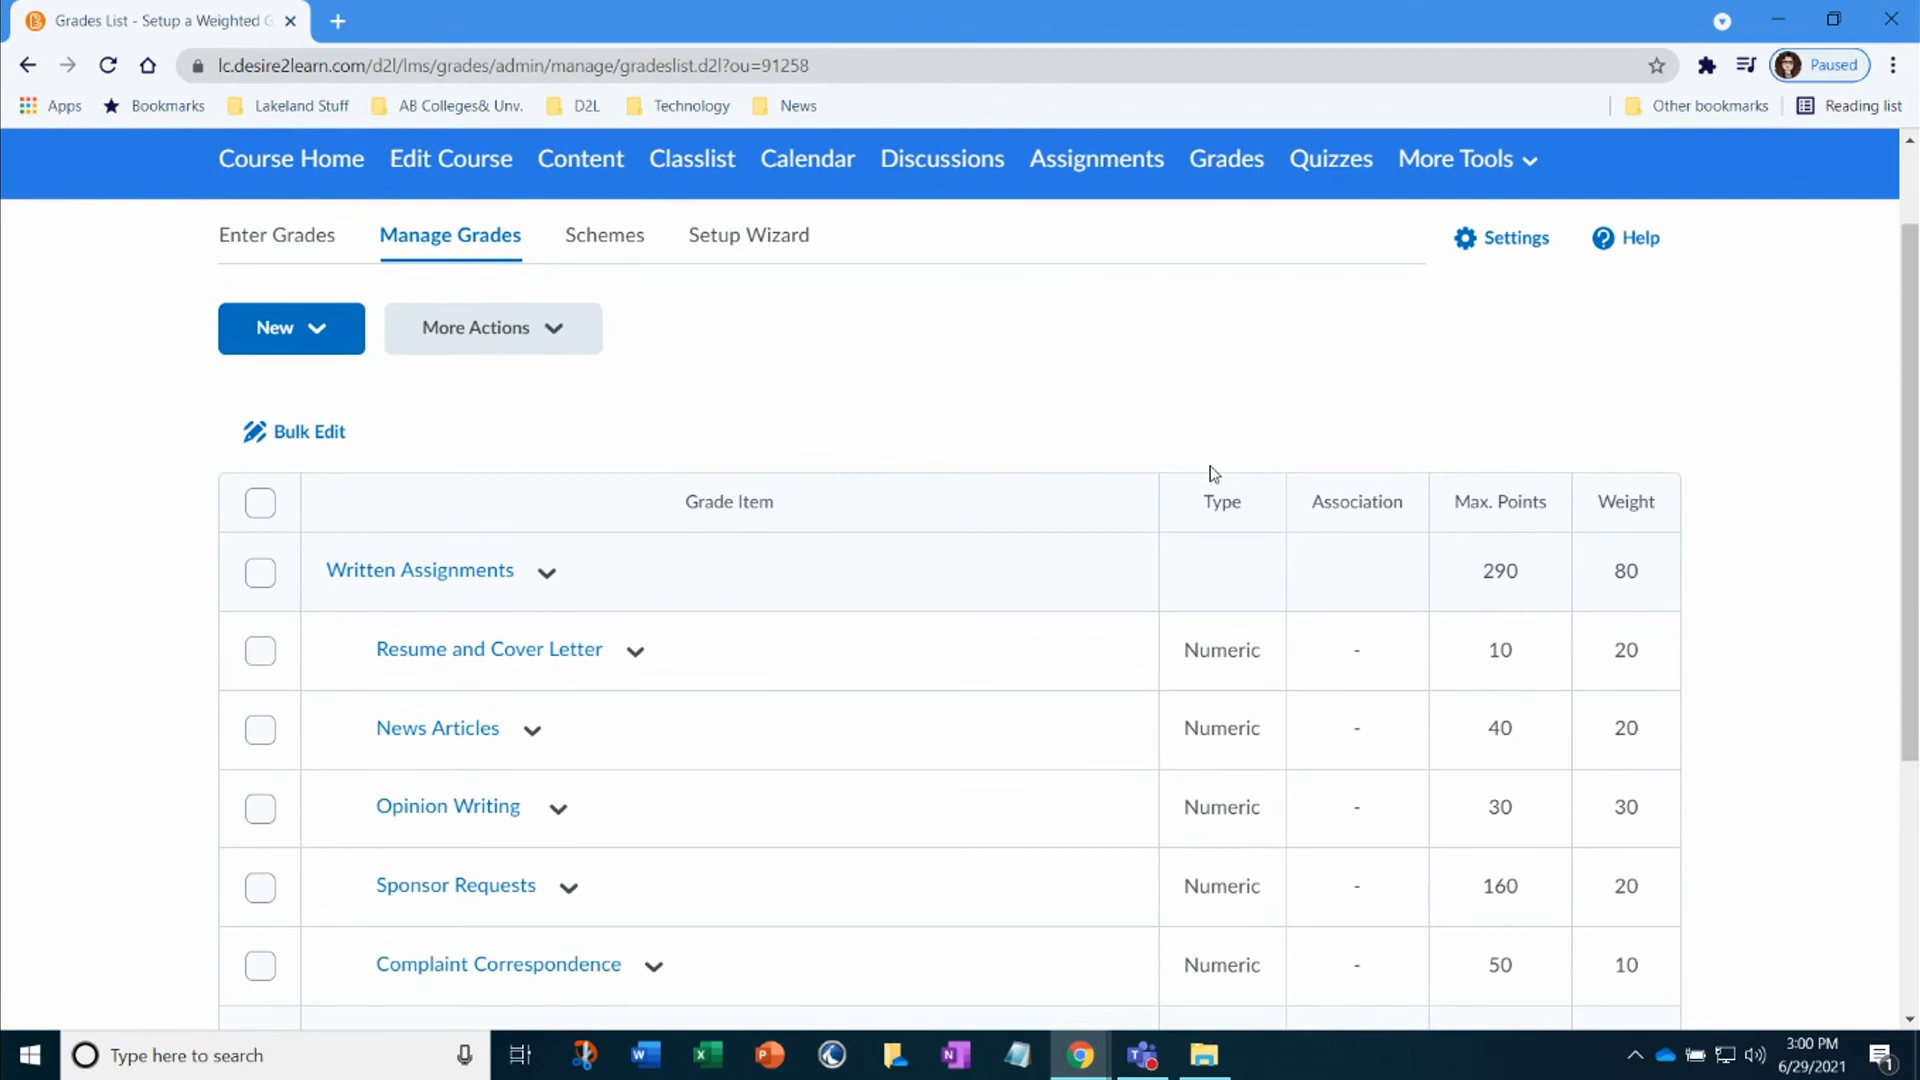 Grades List - Setup a Weighted G
lc.desire2learn.com/d2l/lms/grades/admin/manage/gradeslist.d2l?ou=91258
Paused
Apps Bookmarks Lakeland Stuff AB Colleges& Unv. D2L Technology News Other bookmarks Reading list
Course Home Edit Course Content Classlist Calendar Discussions Assignments Grades Quizzes More Tools
Enter Grades Manage Grades Schemes Setup Wizard Settings Help
New More Actions
Bulk Edit
Grade Item Type Association Max. Points Weight
Written Assignments 290 80
Resume and Cover Letter Numeric - 10 20
News Articles Numeric - 40 20
Opinion Writing Numeric - 30 30
Sponsor Requests Numeric - 160 20
Complaint Correspondence Numeric - 50 10
Type here to search
3:00 PM
6/29/2021
1